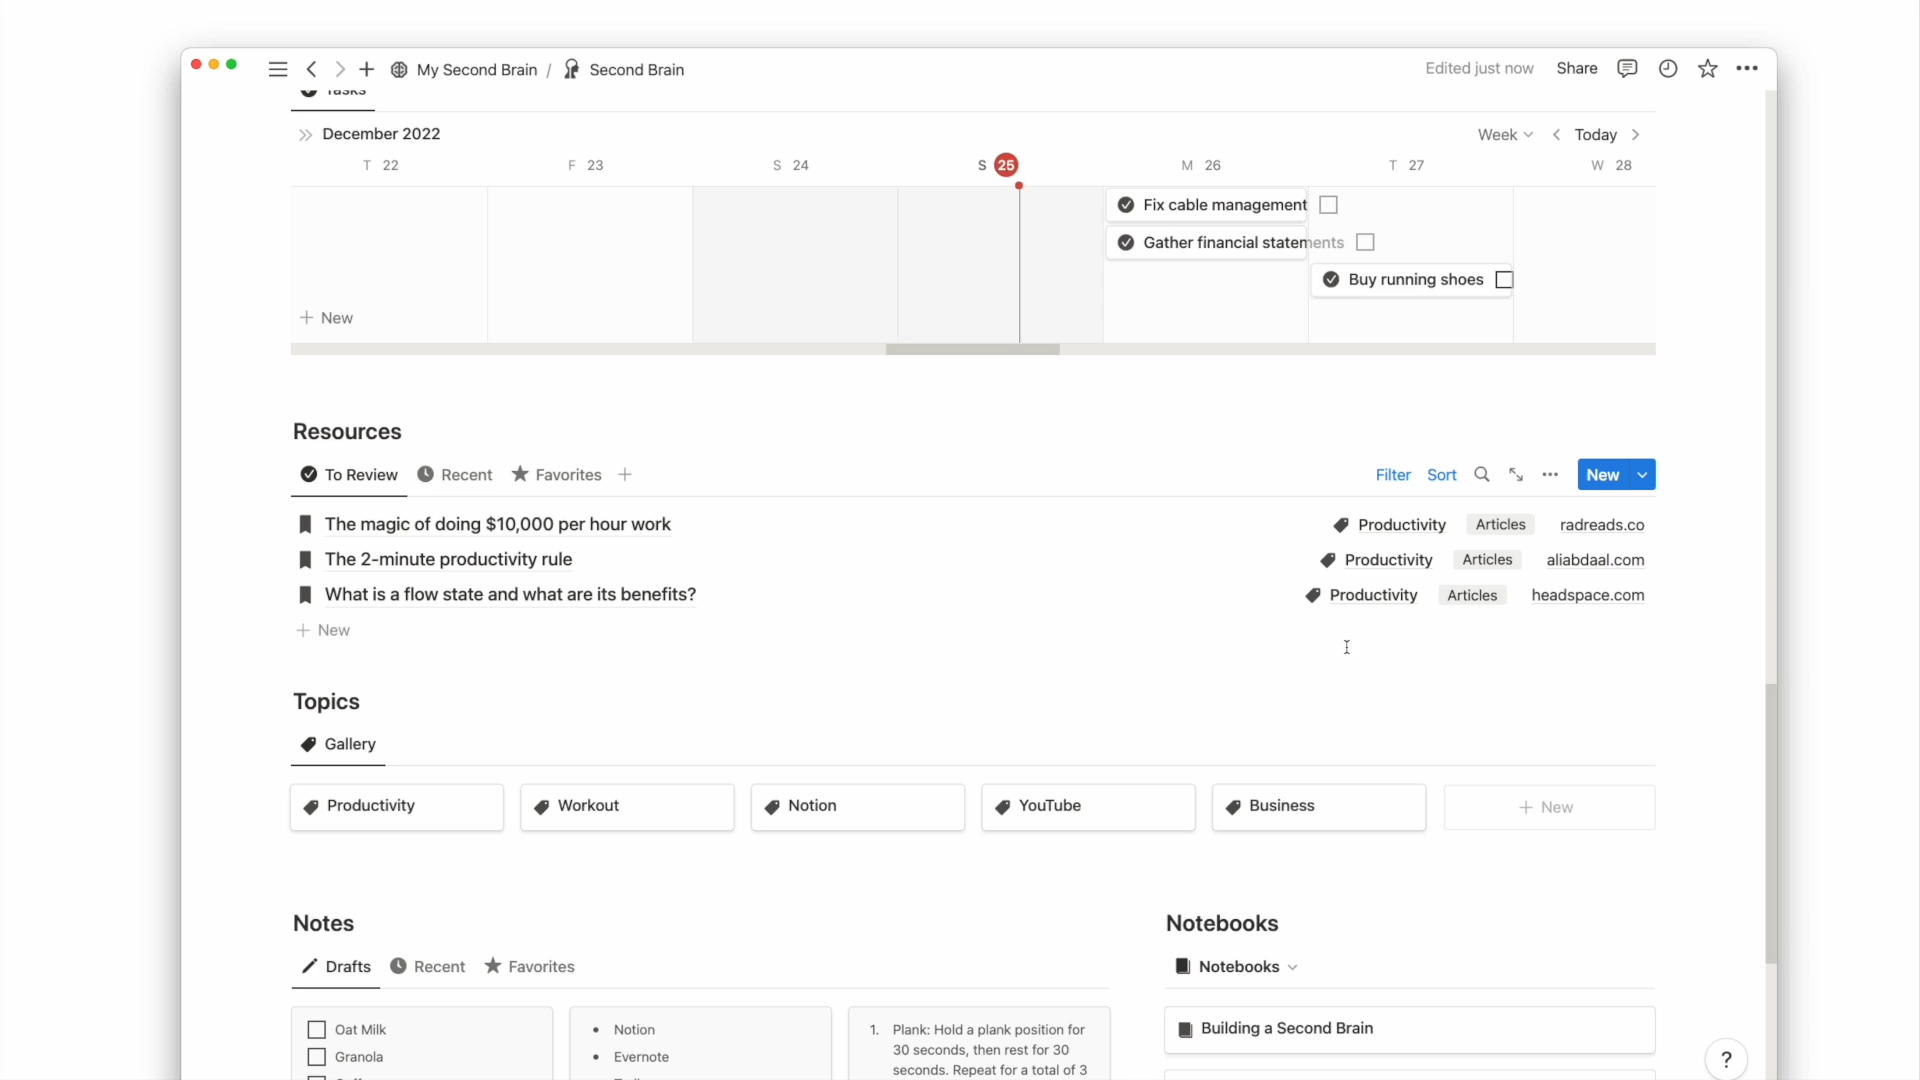 My Second Brain / Second Brain
Edited just now Share
Tasks
December 2022
Week Today
T 22 F 23 S 24 S 25 M 26 T 27 W 28
Fix cable management
Gather financial statements
Buy running shoes
New
Resources
To Review Recent Favorites
Filter Sort New
The magic of doing $10,000 per hour work Productivity Articles radreads.co
The 2-minute productivity rule Productivity Articles aliabdaal.com
What is a flow state and what are its benefits? Productivity Articles headspace.com
New
Topics
Gallery
Productivity Workout Notion YouTube Business New
Notes
Drafts Recent Favorites
Oat Milk
Granola
• Notion
• Evernote
1. Plank: Hold a plank position for
30 seconds, then rest for 30
seconds. Repeat for a total of 3
Notebooks
Notebooks
Building a Second Brain
?